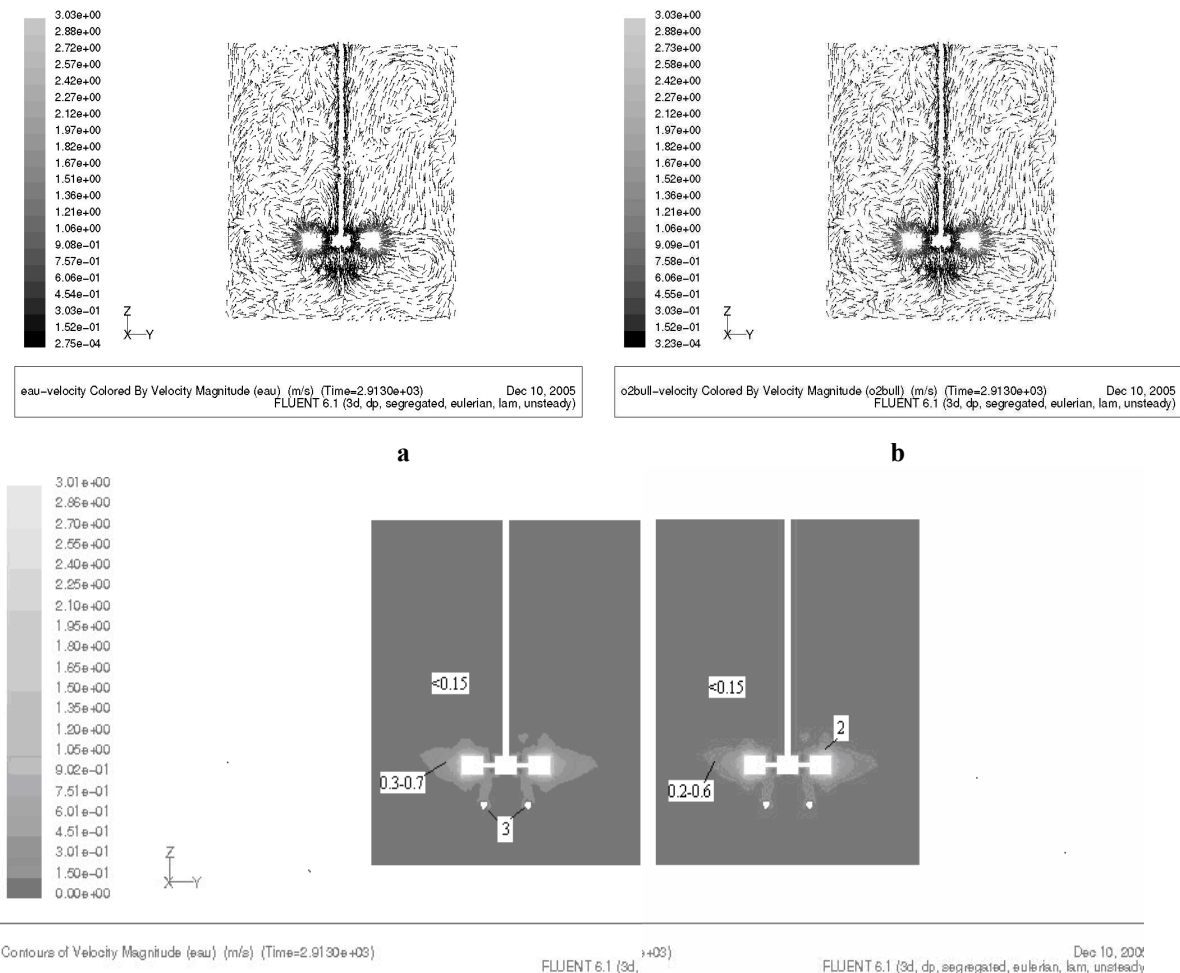 3.03e+00
2.88e+00
2.72e+00
2.57e+00
2.42e+00
2.27e+00
2.12e+00
1.97e+00
1.82e+00
1.67e+00
1.51e+00
1.36e+00
1.21e+00
1.06e+00
9.08e-01
7.57e-01
6.06e-01
4.54e-01
3.03e-01
1.52e-01
2.75e-04
Z
X Y
eau-velocity Colored By Velocity Magnitude (eau) (m/s) (Time=2.9130e+03) Dec 10, 2005
FLUENT 6.1 (3d, dp, segregated, eulerian, lam, unsteady)
a
3.03e+00
2.88e+00
2.73e+00
2.58e+00
2.42e+00
2.27e+00
2.12e+00
1.97e+00
1.82e+00
1.67e+00
1.51e+00
1.36e+00
1.21e+00
1.06e+00
9.09e-01
7.58e-01
6.06e-01
4.55e-01
3.03e-01
1.52e-01
3.23e-04
Z
X Y
o2bull-velocity Colored By Velocity Magnitude (o2bull) (m/s) (Time=2.9130e+03) Dec 10, 2005
FLUENT 6.1 (3d, dp, segregated, eulerian, lam, unsteady)
b
3.01e+00
2.86e+00
2.70e+00
2.55e+00
2.40e+00
2.25e+00
2.10e+00
1.95e+00
1.80e+00
1.65e+00
1.50e+00
1.35e+00
1.20e+00
1.05e+00
9.02e-01
7.51e-01
6.01e-01
4.51e-01
3.01e-01
1.50e-01
0.00e+00
Z
X Y
<0.15
0.3-0.7
3
<0.15
2
0.2-0.6
Contours of Velocity Magnitude (eau) (m/s) (Time=2.9130e+03)
FLUENT 6.1 (3d,
e+03) Dec 10, 2005
FLUENT 6.1 (3d, dp, segregated, eulerian, lam, unsteady